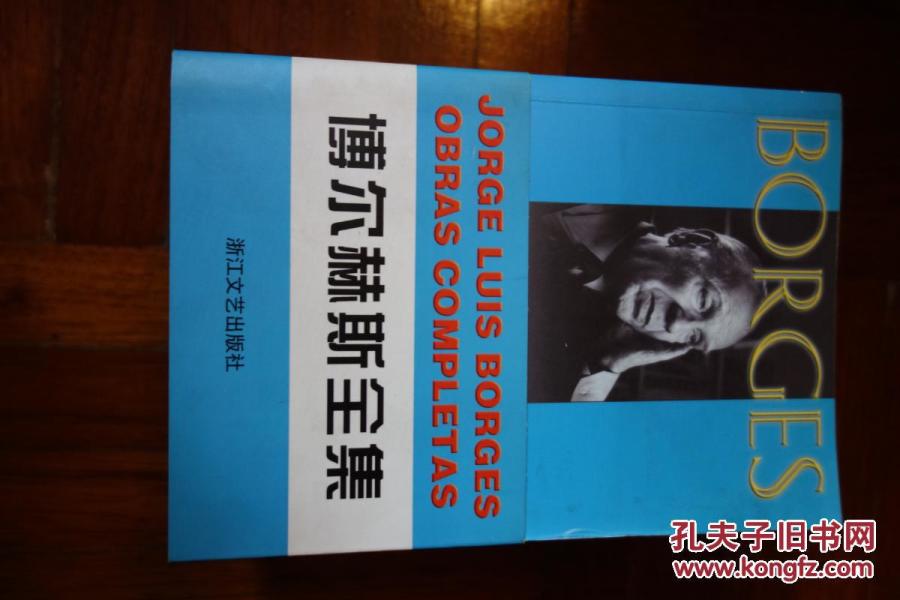 BORGES
JORGE LUIS BORGES
OBRAS COMPLETAS
博尔赫斯全集
浙江文艺出版社
孔夫子旧书网
www.kongfz.com